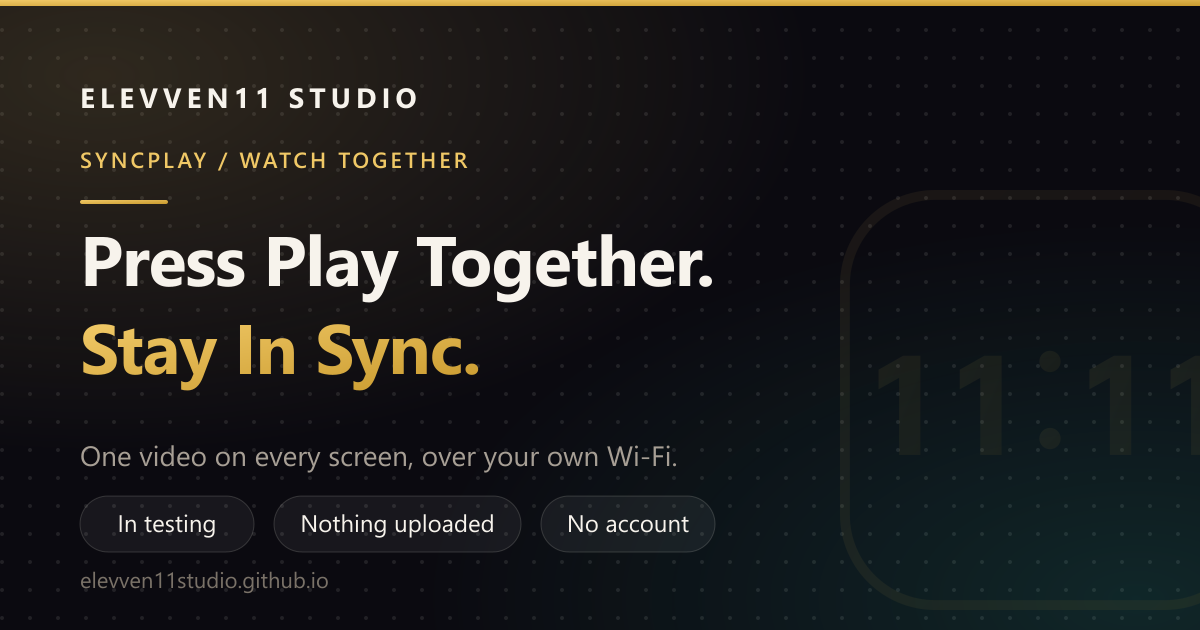 ELEVVEN11 STUDIO
SYNCPLAY / WATCH TOGETHER
Press Play Together.
Stay In Sync.
11:11
One video on every screen, over your own Wi-Fi.
In testing
Nothing uploaded
No account
elevven11studio.github.io